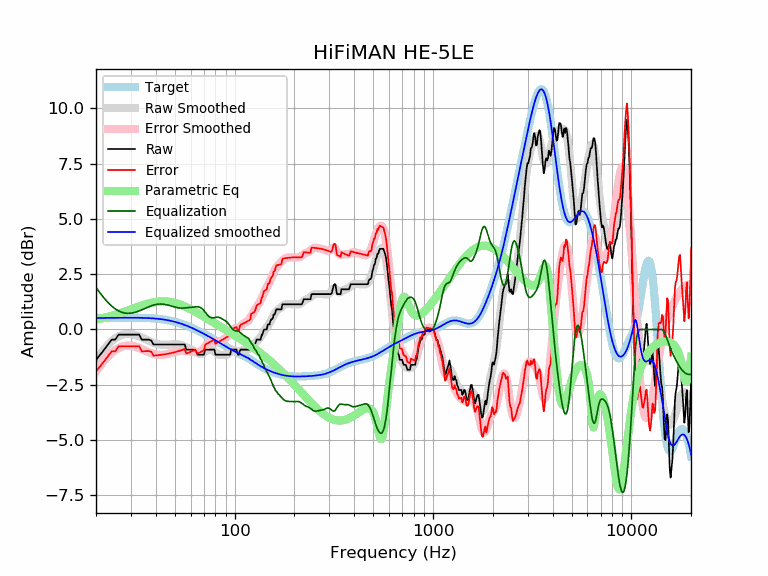 HiFiMAN HE-5LE
Target
Raw Smoothed
Error Smoothed
Raw
Error
Parametric Eq
Equalization
Equalized smoothed
10.0
7.5
5.0
2.5
0.0
−2.5
−5.0
−7.5
Amplitude (dBr)
100
1000
10000
Frequency (Hz)